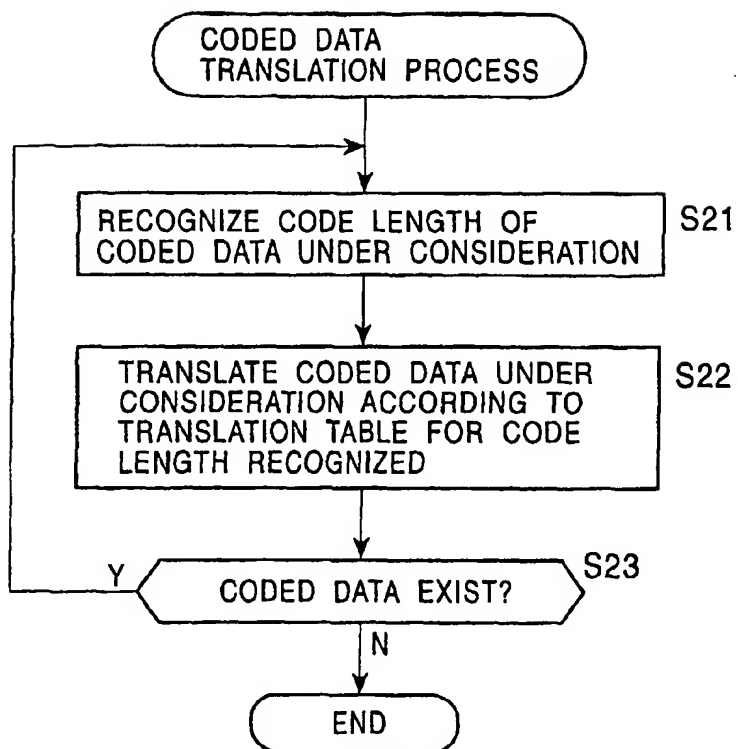 CODED DATA
TRANSLATION PROCESS
RECOGNIZE CODE LENGTH OF
CODED DATA UNDER CONSIDERATION
S21
TRANSLATE CODED DATA UNDER
CONSIDERATION ACCORDING TO
TRANSLATION TABLE FOR CODE
LENGTH RECOGNIZED
S22
Y
CODED DATA EXIST?
S23
N
END